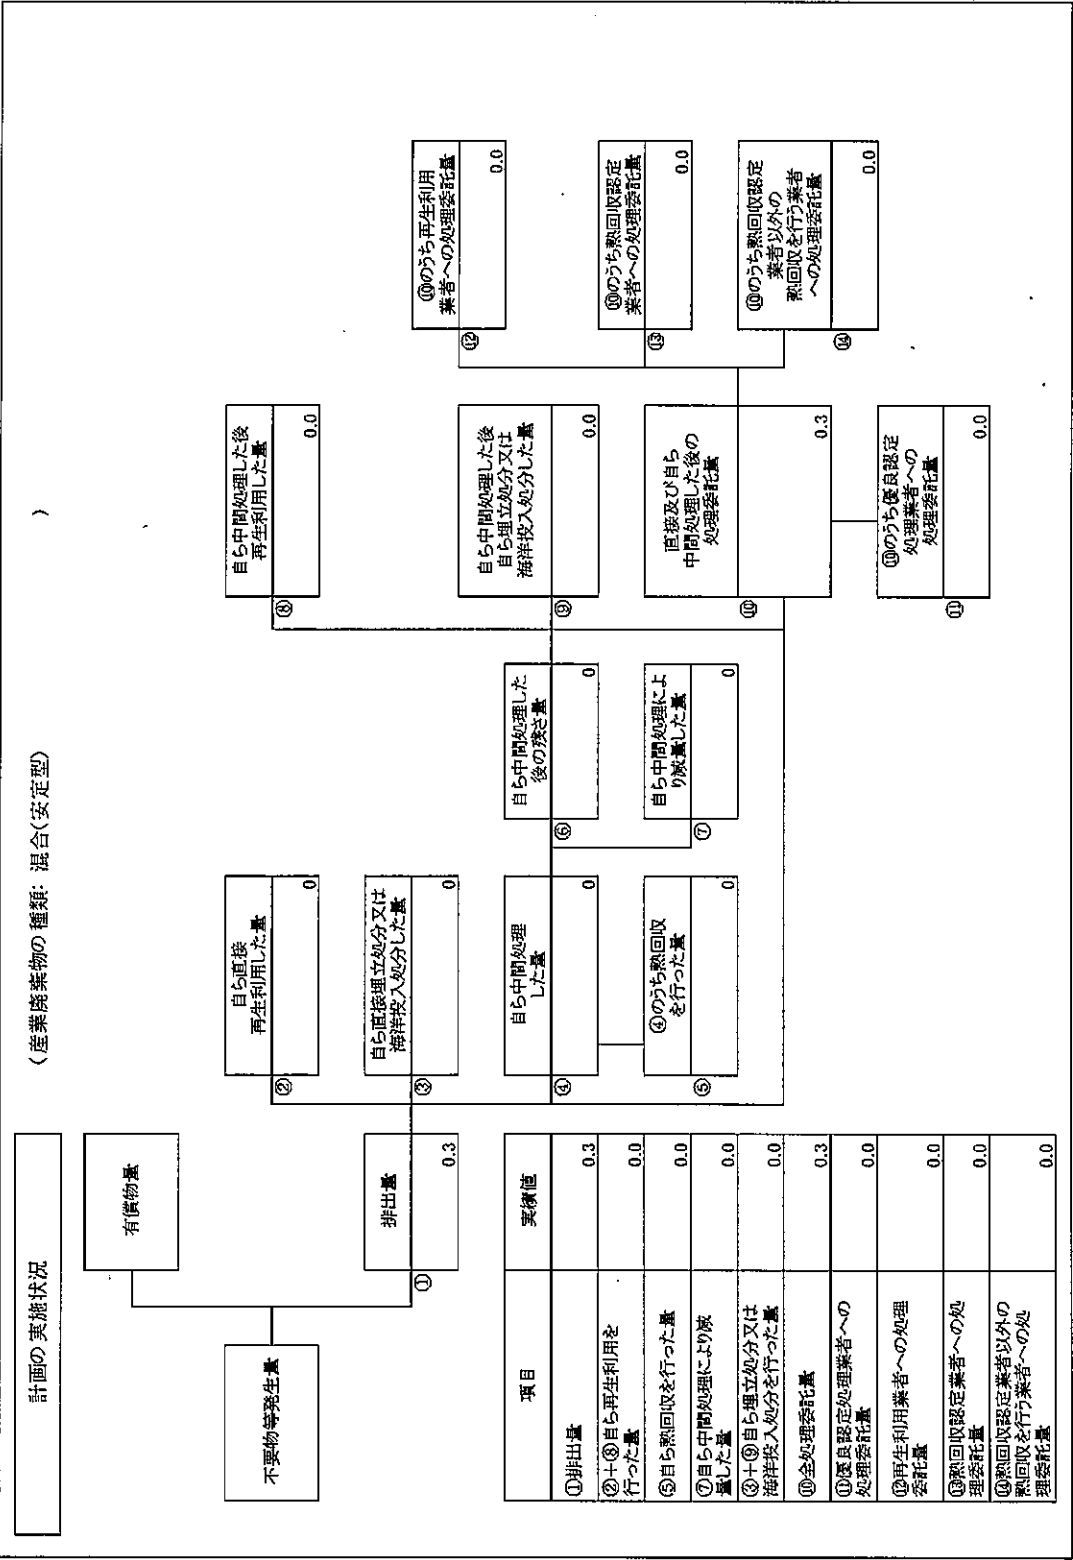 計画の実施状況
(産業廃棄物の種類: 混合(安定型)
)
不要物等発生量
有償物量
排出量
①
0.3
自ら直接
再生利用した量
②
0
自ら直接埋立処分又は
海洋投入処分した量
③
0
自ら中間処理
した量
④
0
④のうち熱回収
を行った量
⑤
0
自ら中間処理した
後の残さ量
⑥
0
自ら中間処理によ
り減量した量
⑦
0
自ら中間処理した後
再生利用した量
⑧
0.0
自ら中間処理した後
自ら埋立処分又は
海洋投入処分した量
⑨
0.0
直接及び自ら
中間処理した後の
処理委託量
⑩
0.3
⑩のうち優良認定
処理業者への
処理委託量
⑪
0.0
⑩のうち再生利用
業者への処理委託量
⑫
0.0
⑩のうち熱回収認定
業者への処理委託量
⑬
0.0
⑩のうち熱回収認定
業者以外の
熱回収を行う業者
への処理委託量
⑭
0.0
項目 実績値
①排出量 0.3
②+⑧自ら再生利用を
行った量 0.0
⑤自ら熱回収を行った量 0.0
⑦自ら中間処理により減
量した量 0.0
③+⑨自ら埋立処分又は
海洋投入処分を行った量 0.0
⑩全処理委託量 0.3
⑪優良認定処理業者への
処理委託量 0.0
⑫再生利用業者への処理
委託量 0.0
⑬熱回収認定業者への処
理委託量 0.0
⑭熱回収認定業者以外の
熱回収を行う業者への処
理委託量 0.0